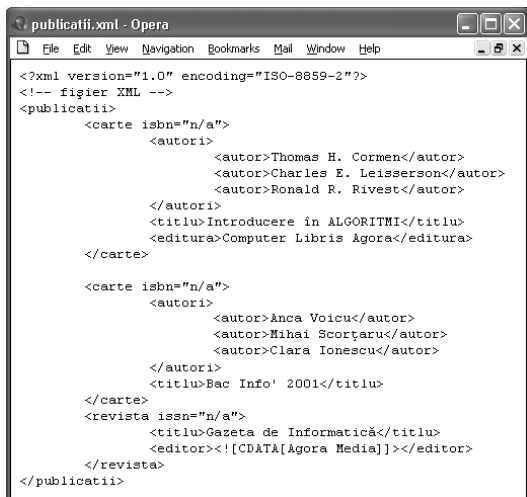 publicatii.xml - Opera
File Edit View Navigation Bookmarks Mail Window Help
<?xml version="1.0" encoding="ISO-8859-2"?>
<!-- fişier XML -->
<publicatii>
<carte isbn="n/a">
<autori>
<autor>Thomas H. Cormen</autor>
<autor>Charles E. Leisserson</autor>
<autor>Ronald R. Rivest</autor>
</autori>
<titlu>Introducere în ALGORITMI</titlu>
<editura>Computer Libris Agora</editura>
</carte>
<carte isbn="n/a">
<autori>
<autor>Anca Voicu</autor>
<autor>Mihai Scorţaru</autor>
<autor>Clara Ionescu</autor>
</autori>
<titlu>Bac Info' 2001</titlu>
</carte>
<revista issn="n/a">
<titlu>Gazeta de Informatică</titlu>
<editor><![CDATA[Agora Media]]></editor>
</revista>
</publicatii>